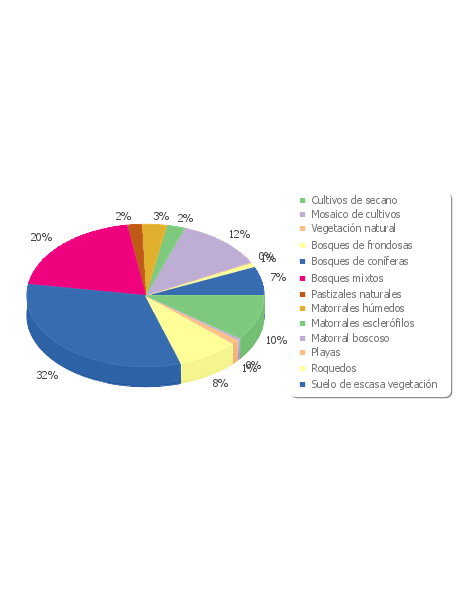 Cultivos de secano
Mosaico de cultivos
Vegetación natural
Bosques de frondosas
Bosques de coníferas
Bosques mixtos
Pastizales naturales
Matorrales húmedos
Matorrales esclerófilos
Matorral boscoso
Playas
Roquedos
Suelo de escasa vegetación
2%
3%
2%
12%
20%
0%
1%
7%
10%
0%
1%
32%
8%